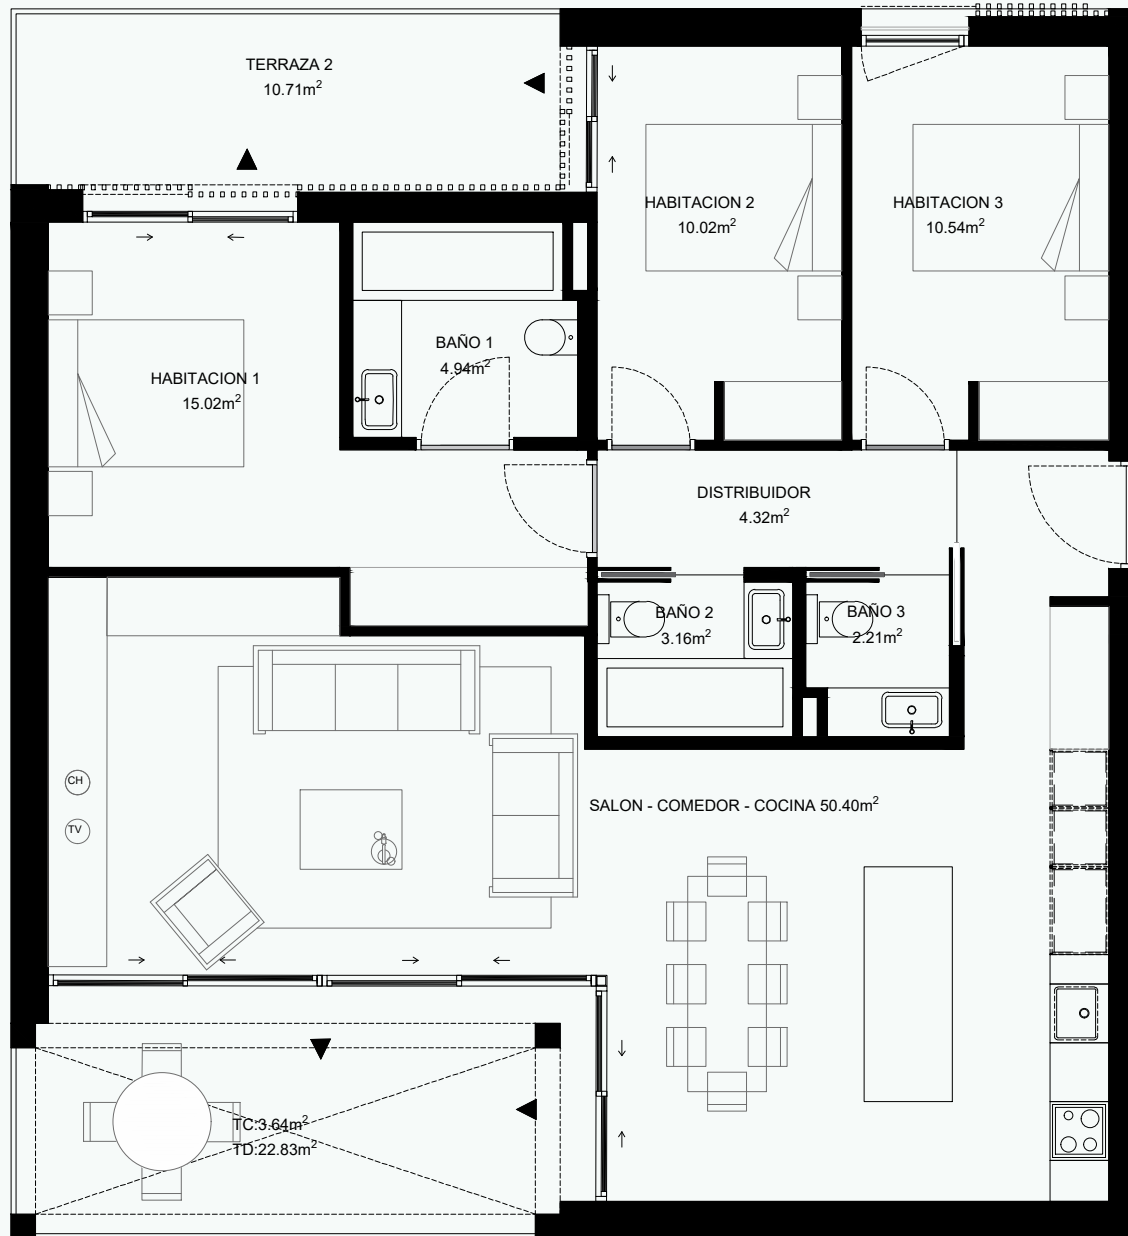 TERRAZA 2
10.71m²
HABITACION 2
10.02m²
HABITACION 3
10.54m²
BAÑO 1
4.94m²
HABITACION 1
15.02m²
DISTRIBUIDOR
4.32m²
BAÑO 2
3.16m²
BAÑO 3
2.21m²
CH
TV
SALON - COMEDOR - COCINA 50.40m²
TC:3.64m²
TD:22.83m²